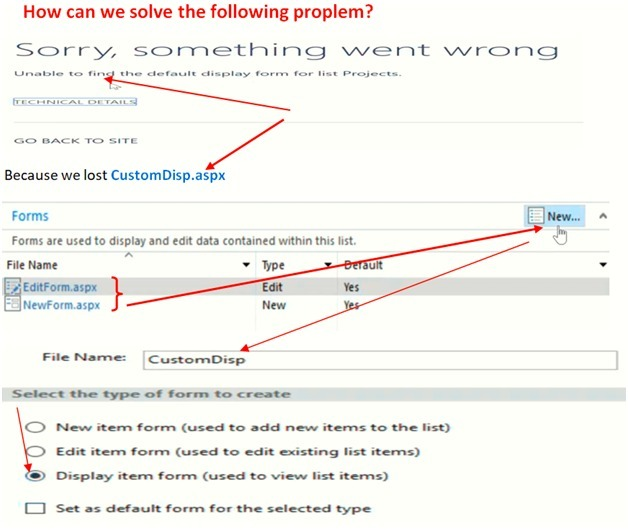 How can we solve the following proplem?
Sorry, something went wrong
Unable to find the default display form for list Projects.
TECHNICAL DETAILS
GO BACK TO SITE
Because we lost CustomDisp.aspx
Forms
New...
Forms are used to display and edit data contained within this list.
File Name Type Default
EditForm.aspx Edit Yes
NewForm.aspx New Yes
File Name: CustomDisp
Select the type of form to create
New item form (used to add new items to the list)
Edit item form (used to edit existing list items)
Display item form (used to view list items)
Set as default form for the selected type